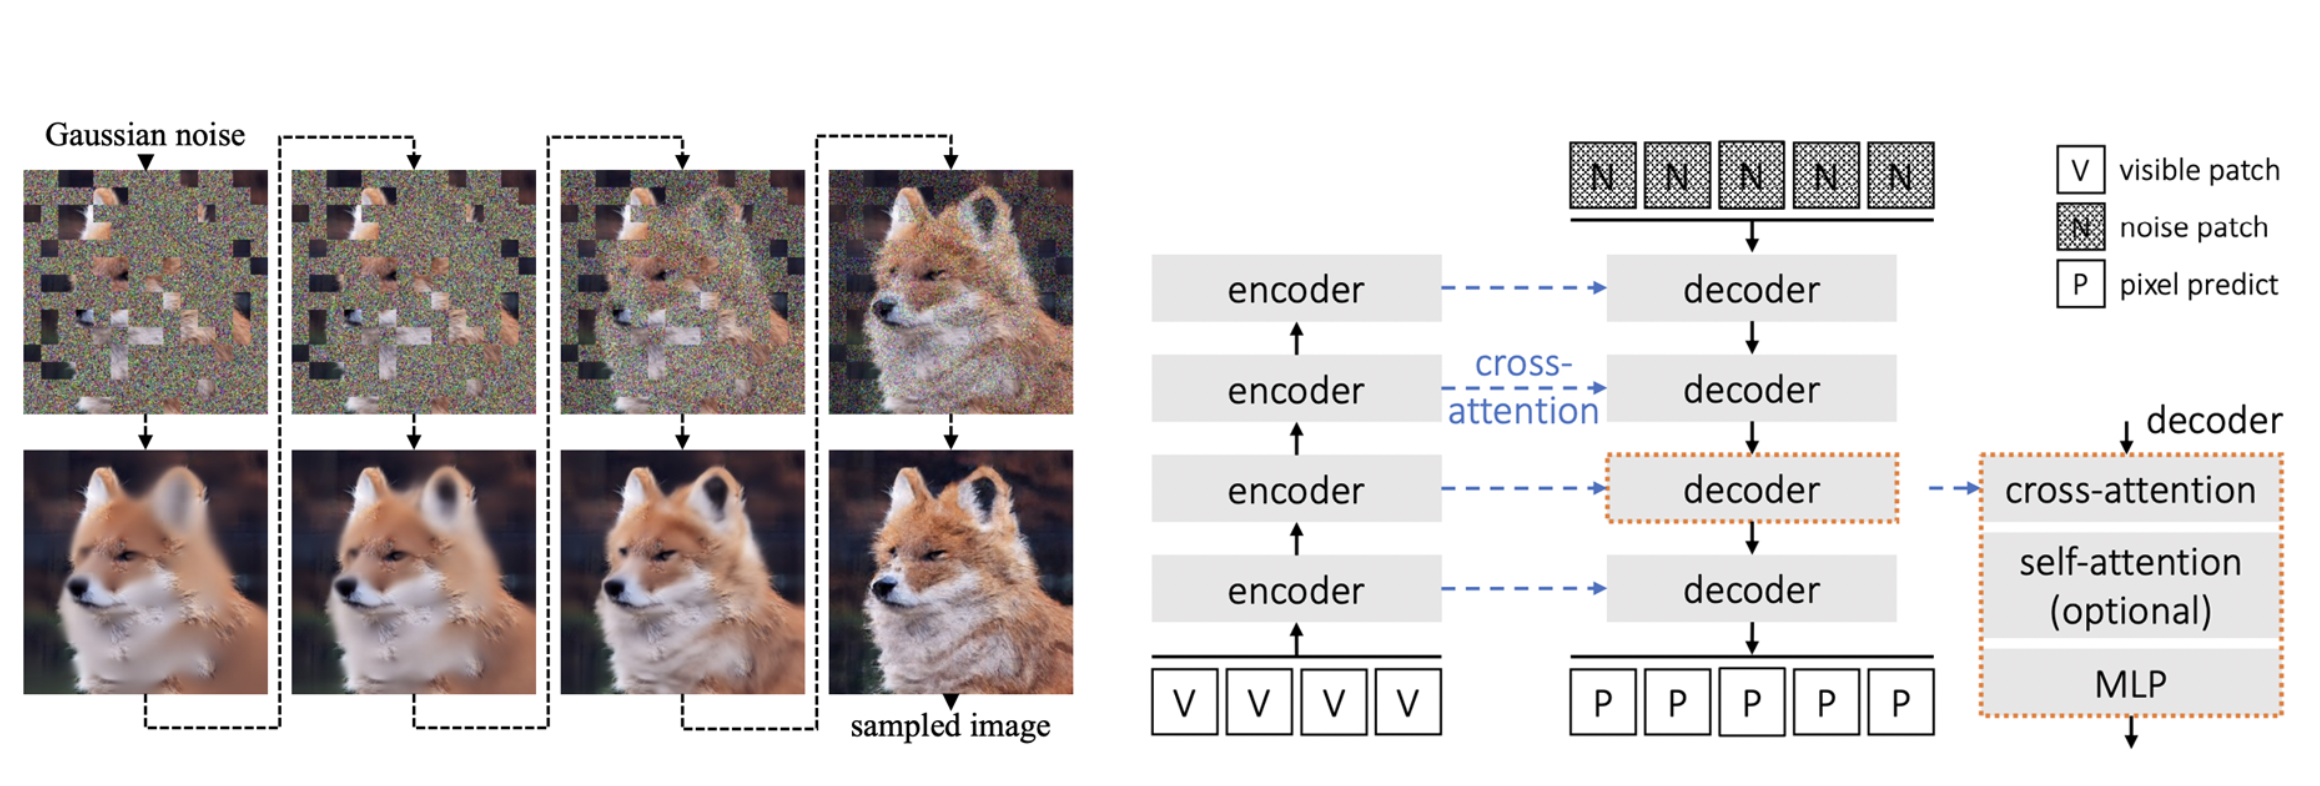 Gaussian noise
sampled image
N N N N N
encoder decoder
cross-
encoder decoder
attention
encoder decoder
encoder decoder
V V V V
P P P P P
V visible patch
N noise patch
P pixel predict
decoder
cross-attention
self-attention
(optional)
MLP